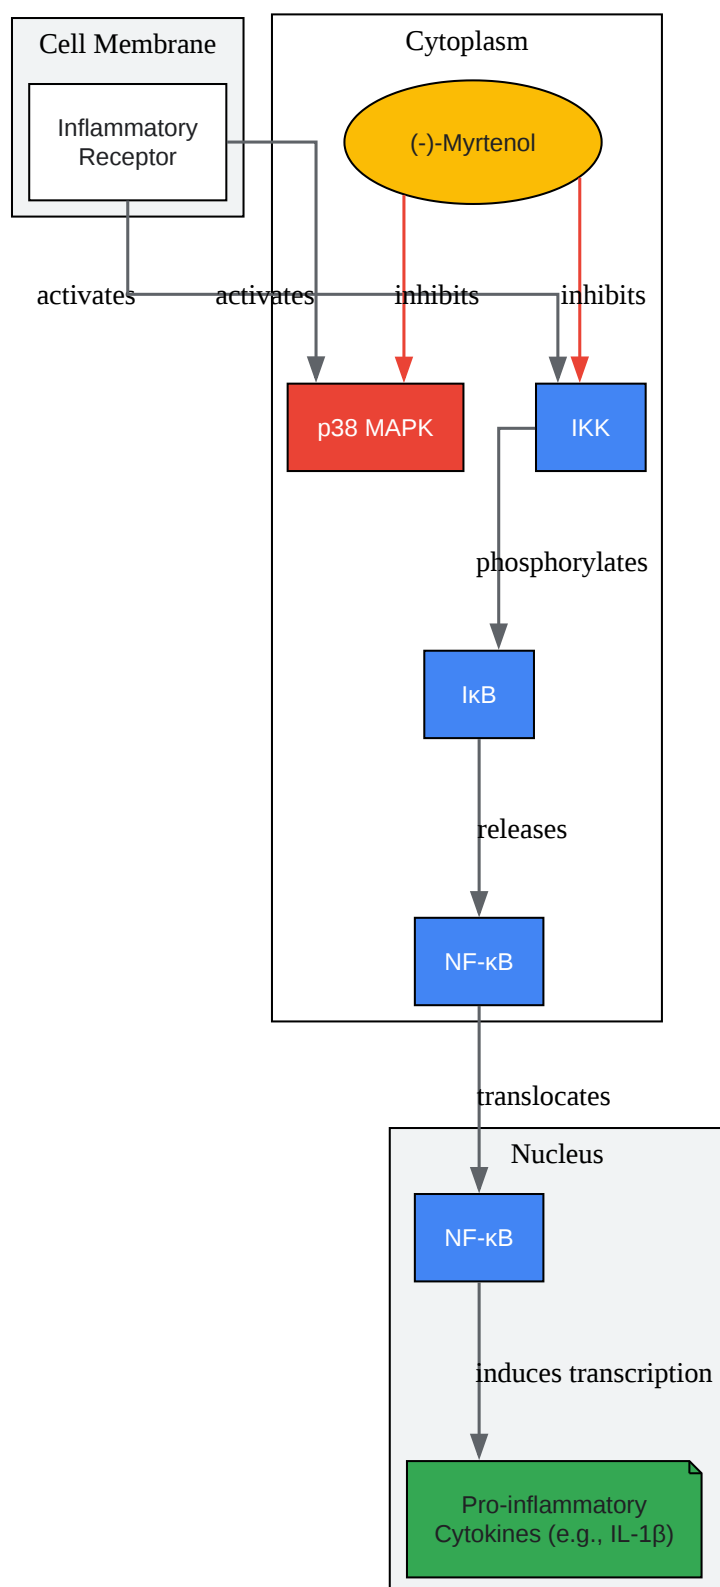 Cell Membrane
Cytoplasm
Inflammatory
Receptor
(-)-Myrtenol
activates
activates
inhibits
inhibits
p38 MAPK
IKK
phosphorylates
IκB
releases
NF-κB
translocates
Nucleus
NF-κB
induces transcription
Pro-inflammatory
Cytokines (e.g., IL-1β)